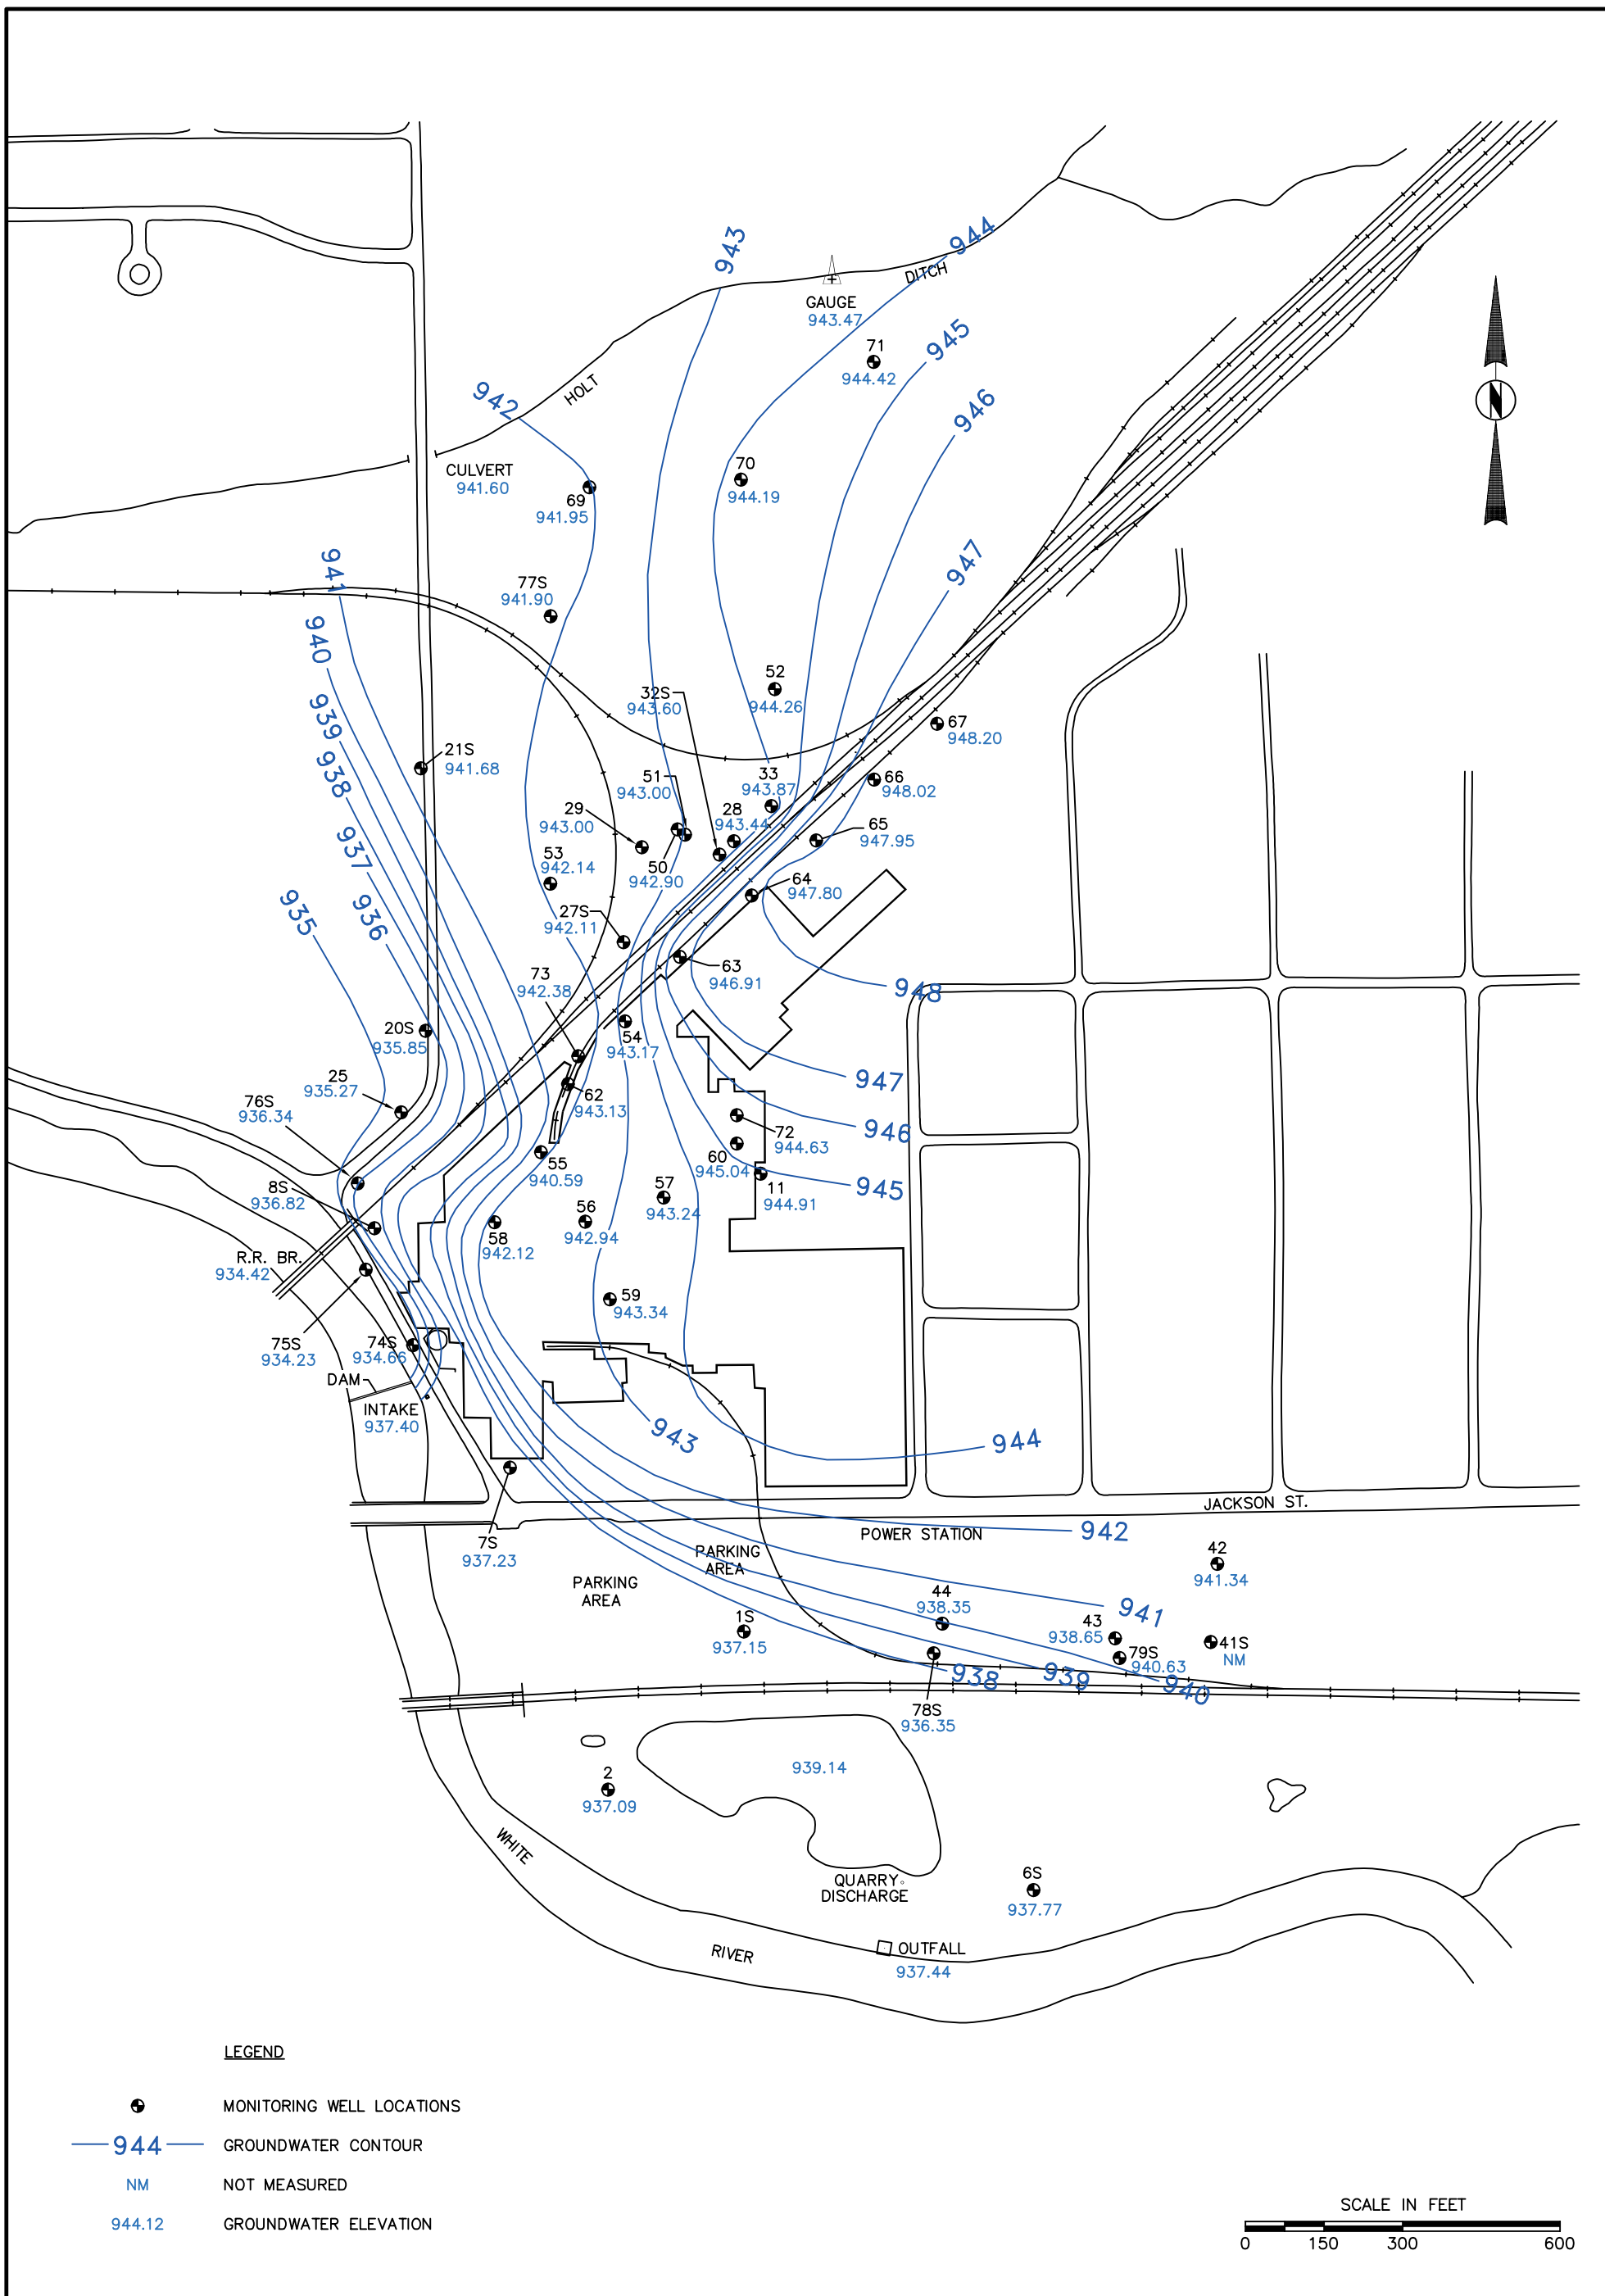 943
944
DITCH
GAUGE
943.47
945
71
944.42
HOLT
942
946
CULVERT
941.60
69
941.95
70
944.19
N
941
77S
941.90
947
940
939
32S
943.60
52
944.26
67
948.20
938
21S
941.68
51
943.00
33
943.87
66
948.02
29
943.00
28
943.44
65
947.95
937
53
942.14
50
942.90
64
947.80
935
936
27S
942.11
63
946.91
73
942.38
948
20S
935.85
54
943.17
25
935.27
947
76S
936.34
62
943.13
72
944.63
946
55
940.59
60
945.04
8S
936.82
57
943.24
11
944.91
945
56
942.94
58
942.12
R.R. BR.
934.42
59
943.34
75S
934.23
74S
934.66
DAM
INTAKE
937.40
943
944
JACKSON ST.
7S
937.23
POWER STATION
942
PARKING
AREA
PARKING
AREA
42
941.34
44
938.35
941
1S
937.15
43
938.65
79S
940.63
41S
NM
938
939
940
78S
936.35
2
937.09
939.14
WHITE
QUARRY
DISCHARGE
6S
937.77
RIVER
OUTFALL
937.44
LEGEND
MONITORING WELL LOCATIONS
944 GROUNDWATER CONTOUR
NM NOT MEASURED
944.12 GROUNDWATER ELEVATION
SCALE IN FEET
0 150 300 600